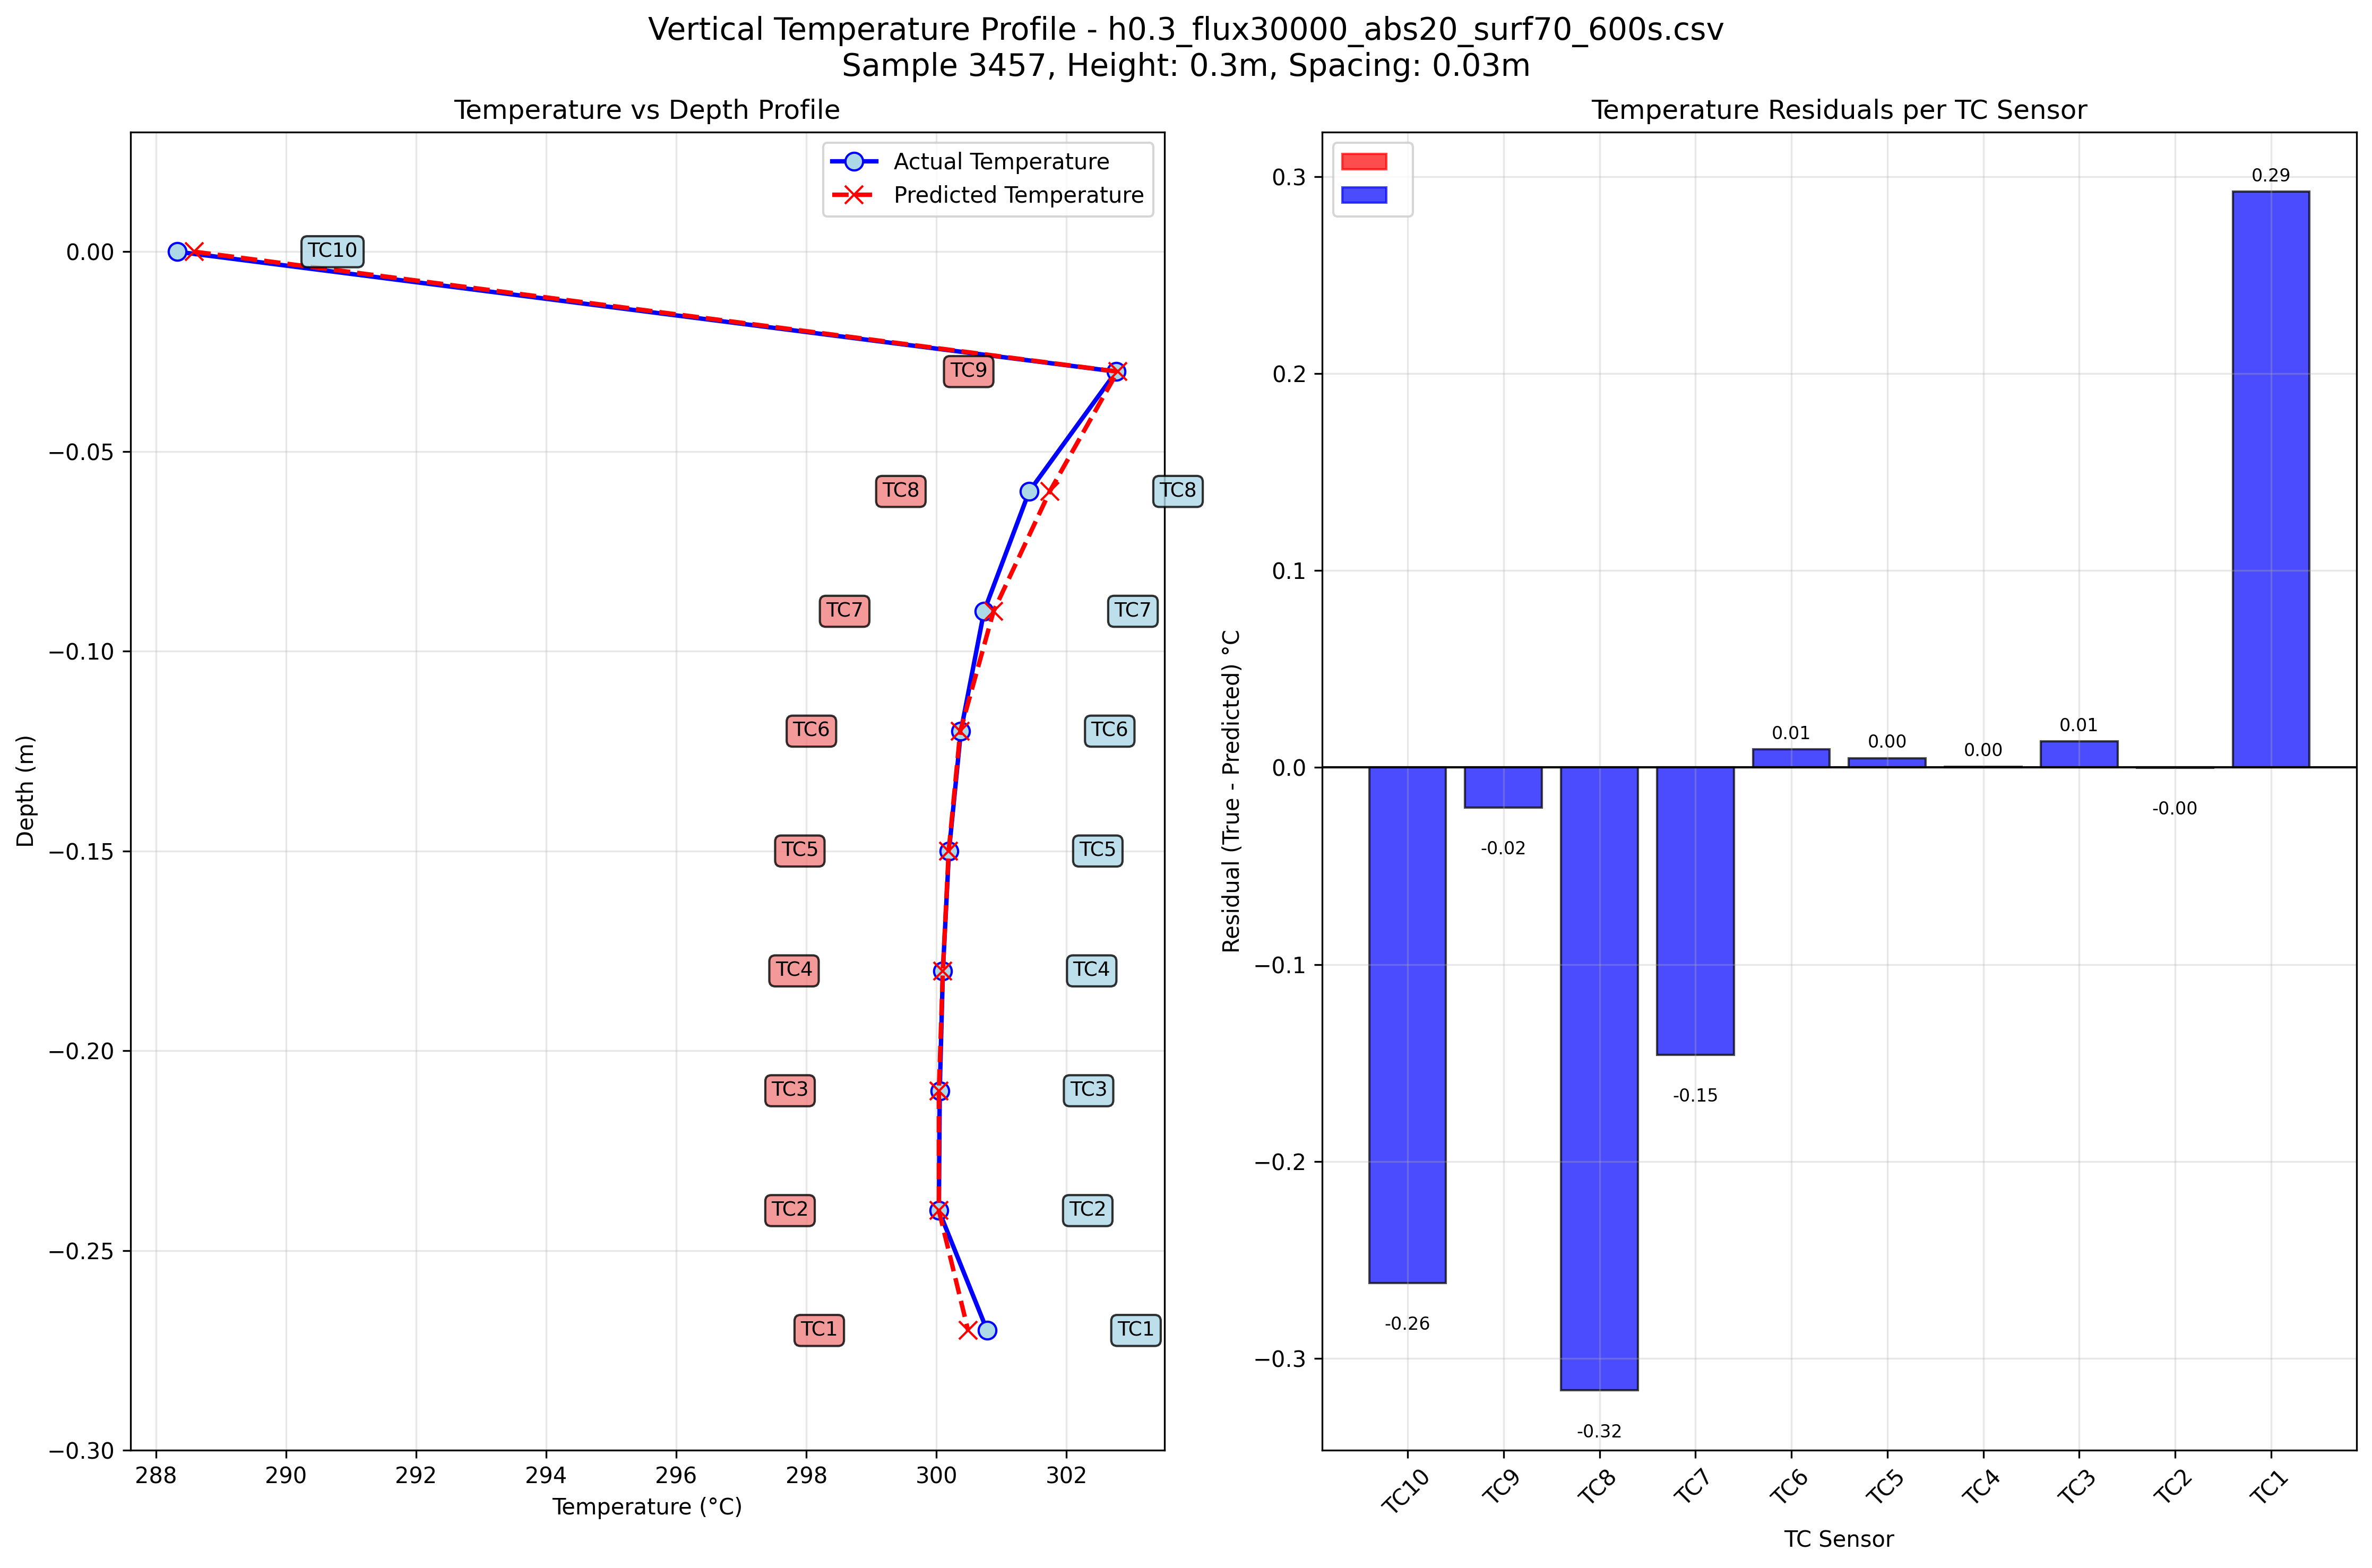 Vertical Temperature Profile - h0.3_flux30000_abs20_surf70_600s.csv
Sample 3457, Height: 0.3m, Spacing: 0.03m
Temperature vs Depth Profile
Actual Temperature
Predicted Temperature
TC10
TC9
TC8
TC8
TC7
TC7
TC6
TC6
TC5
TC5
TC4
TC4
TC3
TC3
TC2
TC2
TC1
TC1
0.00
−0.05
−0.10
−0.15
−0.20
−0.25
−0.30
Depth (m)
288
290
292
294
296
298
300
302
Temperature (°C)
Temperature Residuals per TC Sensor
0.3
0.2
0.1
0.0
−0.1
−0.2
−0.3
Residual (True - Predicted) °C
-0.26
-0.02
-0.32
-0.15
0.01
0.00
0.00
0.01
-0.00
0.29
TC10
TC9
TC8
TC7
TC6
TC5
TC4
TC3
TC2
TC1
TC Sensor